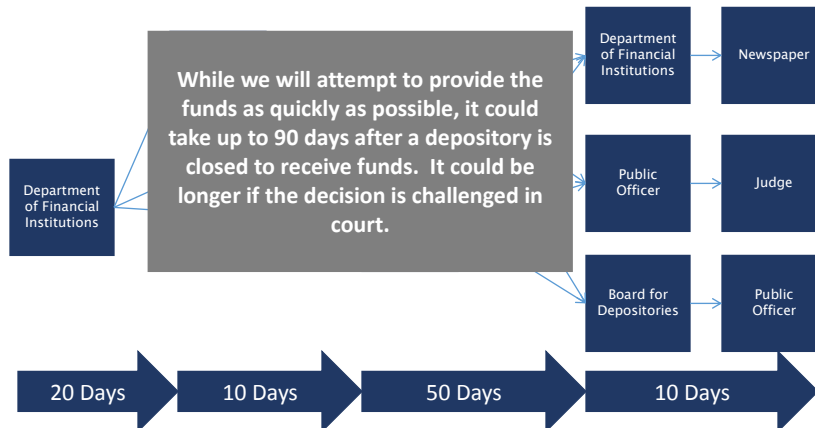 Department
of Financial
Institutions
While we will attempt to provide the
funds as quickly as possible, it could
take up to 90 days after a depository is
closed to receive funds.  It could be
longer if the decision is challenged in
court.
Department
of Financial
Institutions
Newspaper
Public
Officer
Judge
Board for
Depositories
Public
Officer
20 Days
10 Days
50 Days
10 Days